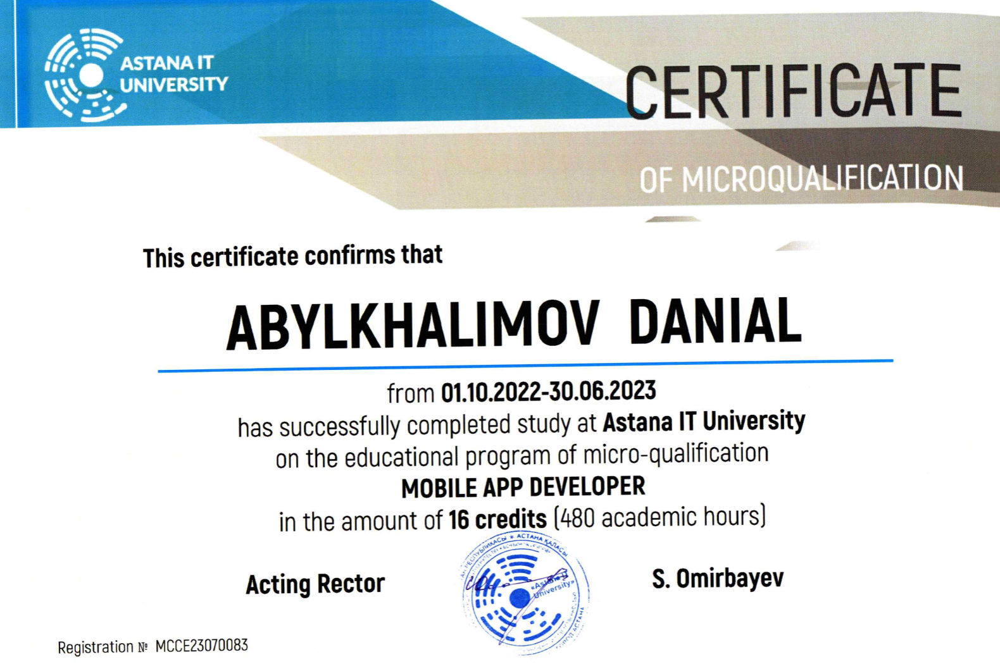 ASTANA IT
UNIVERSITY
CERTIFICATE
OF MICROQUALIFICATION
This certificate confirms that
ABYLKHALIMOV DANIAL
from 01.10.2022-30.06.2023
has successfully completed study at Astana IT University
on the educational program of micro-qualification
MOBILE APP DEVELOPER
in the amount of 16 credits (480 academic hours)
РЕСПУБЛИКАСЫ * АСТАНА ҚАЛАСЫ
«Astana IT
University»
ГОРОД АСТАНА
Acting Rector
S. Omirbayev
Registration № MCCE23070083